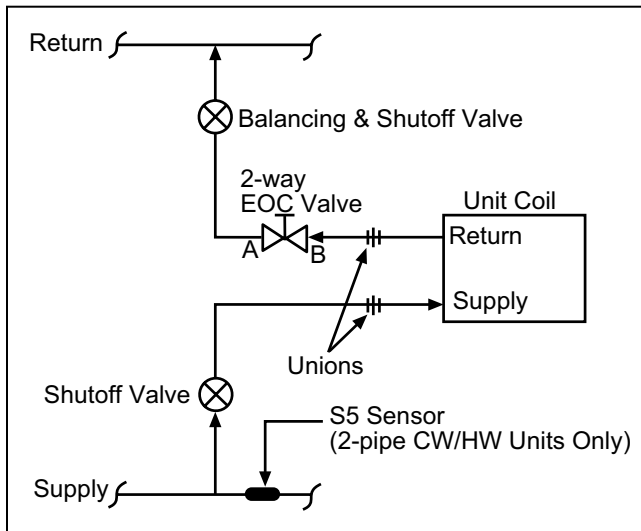 Return
Balancing & Shutoff Valve
2-way
EOC Valve
A
B
Unit Coil
Return
Supply
Unions
Shutoff Valve
S5 Sensor
(2-pipe CW/HW Units Only)
Supply